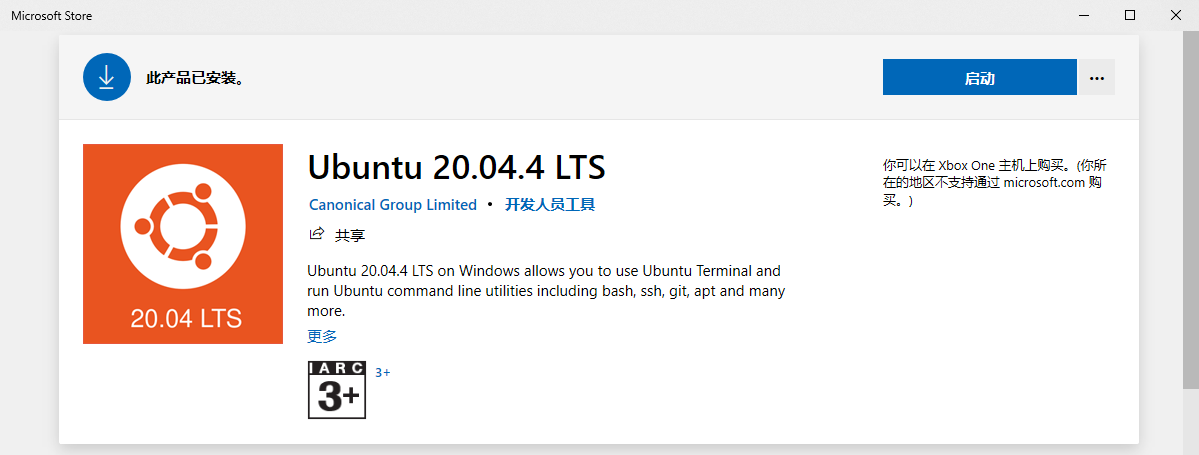 Microsoft Store
此产品已安装。
启动
20.04 LTS
Ubuntu 20.04.4 LTS
Canonical Group Limited • 开发人员工具
共享
Ubuntu 20.04.4 LTS on Windows allows you to use Ubuntu Terminal and
run Ubuntu command line utilities including bash, ssh, git, apt and many
more.
更多
IARC
3+
3+
你可以在 Xbox One 主机上购买。(你所
在的地区不支持通过 microsoft.com 购
买。)